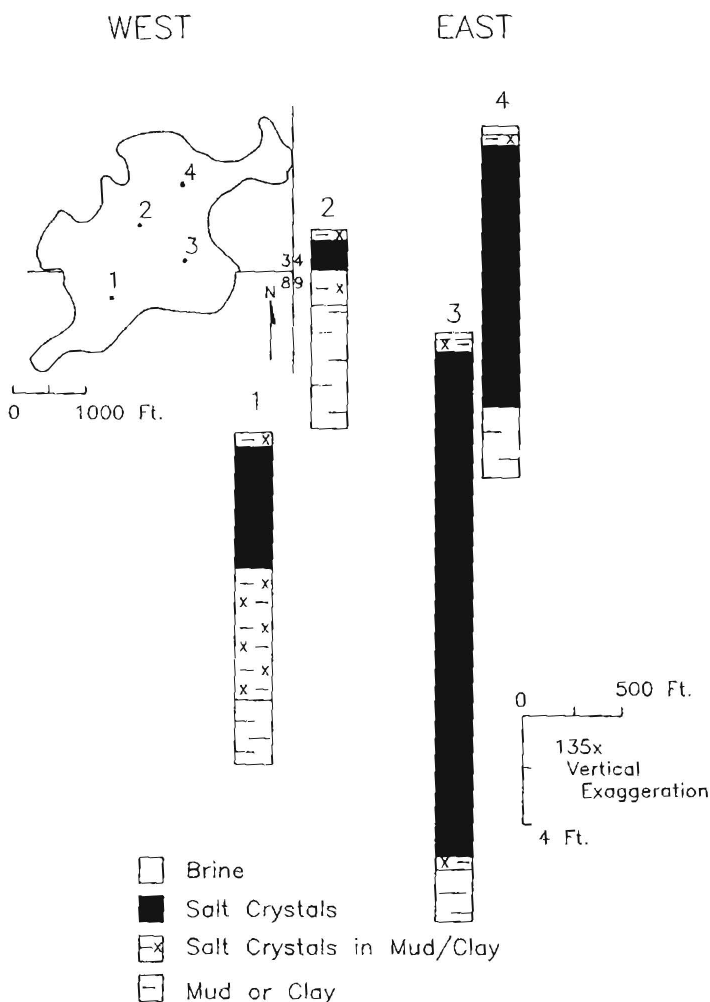 WEST EAST
4
4
2
2
3 4
3
8 9
1
N
3
0 1000 Ft.
1
0 500 Ft.
135x
Vertical
Exaggeration
4 Ft.
Brine
Salt Crystals
Salt Crystals in Mud/Clay
Mud or Clay